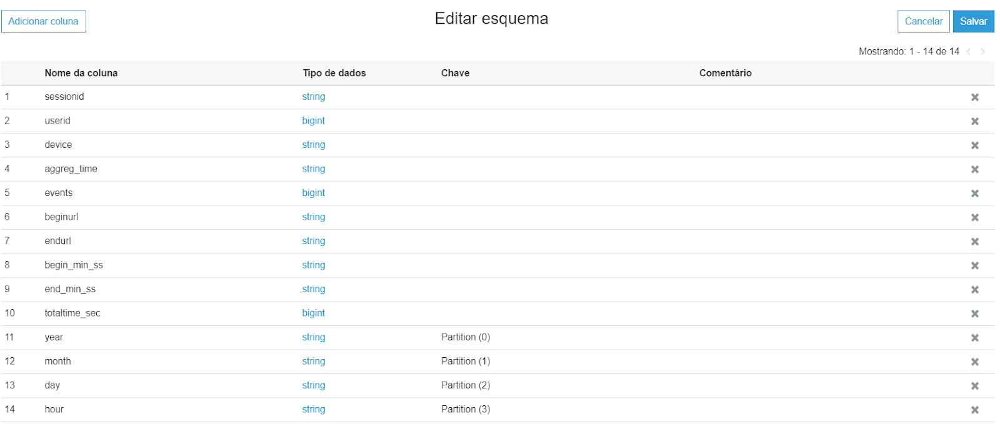 Adicionar coluna
Editar esquema
Cancelar
Salvar
Mostrando: 1 - 14 de 14 < >
Nome da coluna Tipo de dados Chave Comentário
1 sessionid string
2 userid bigint
3 device string
4 aggreg_time string
5 events bigint
6 beginurl string
7 endurl string
8 begin_min_ss string
9 end_min_ss string
10 totaltime_sec bigint
11 year string Partition (0)
12 month string Partition (1)
13 day string Partition (2)
14 hour string Partition (3)